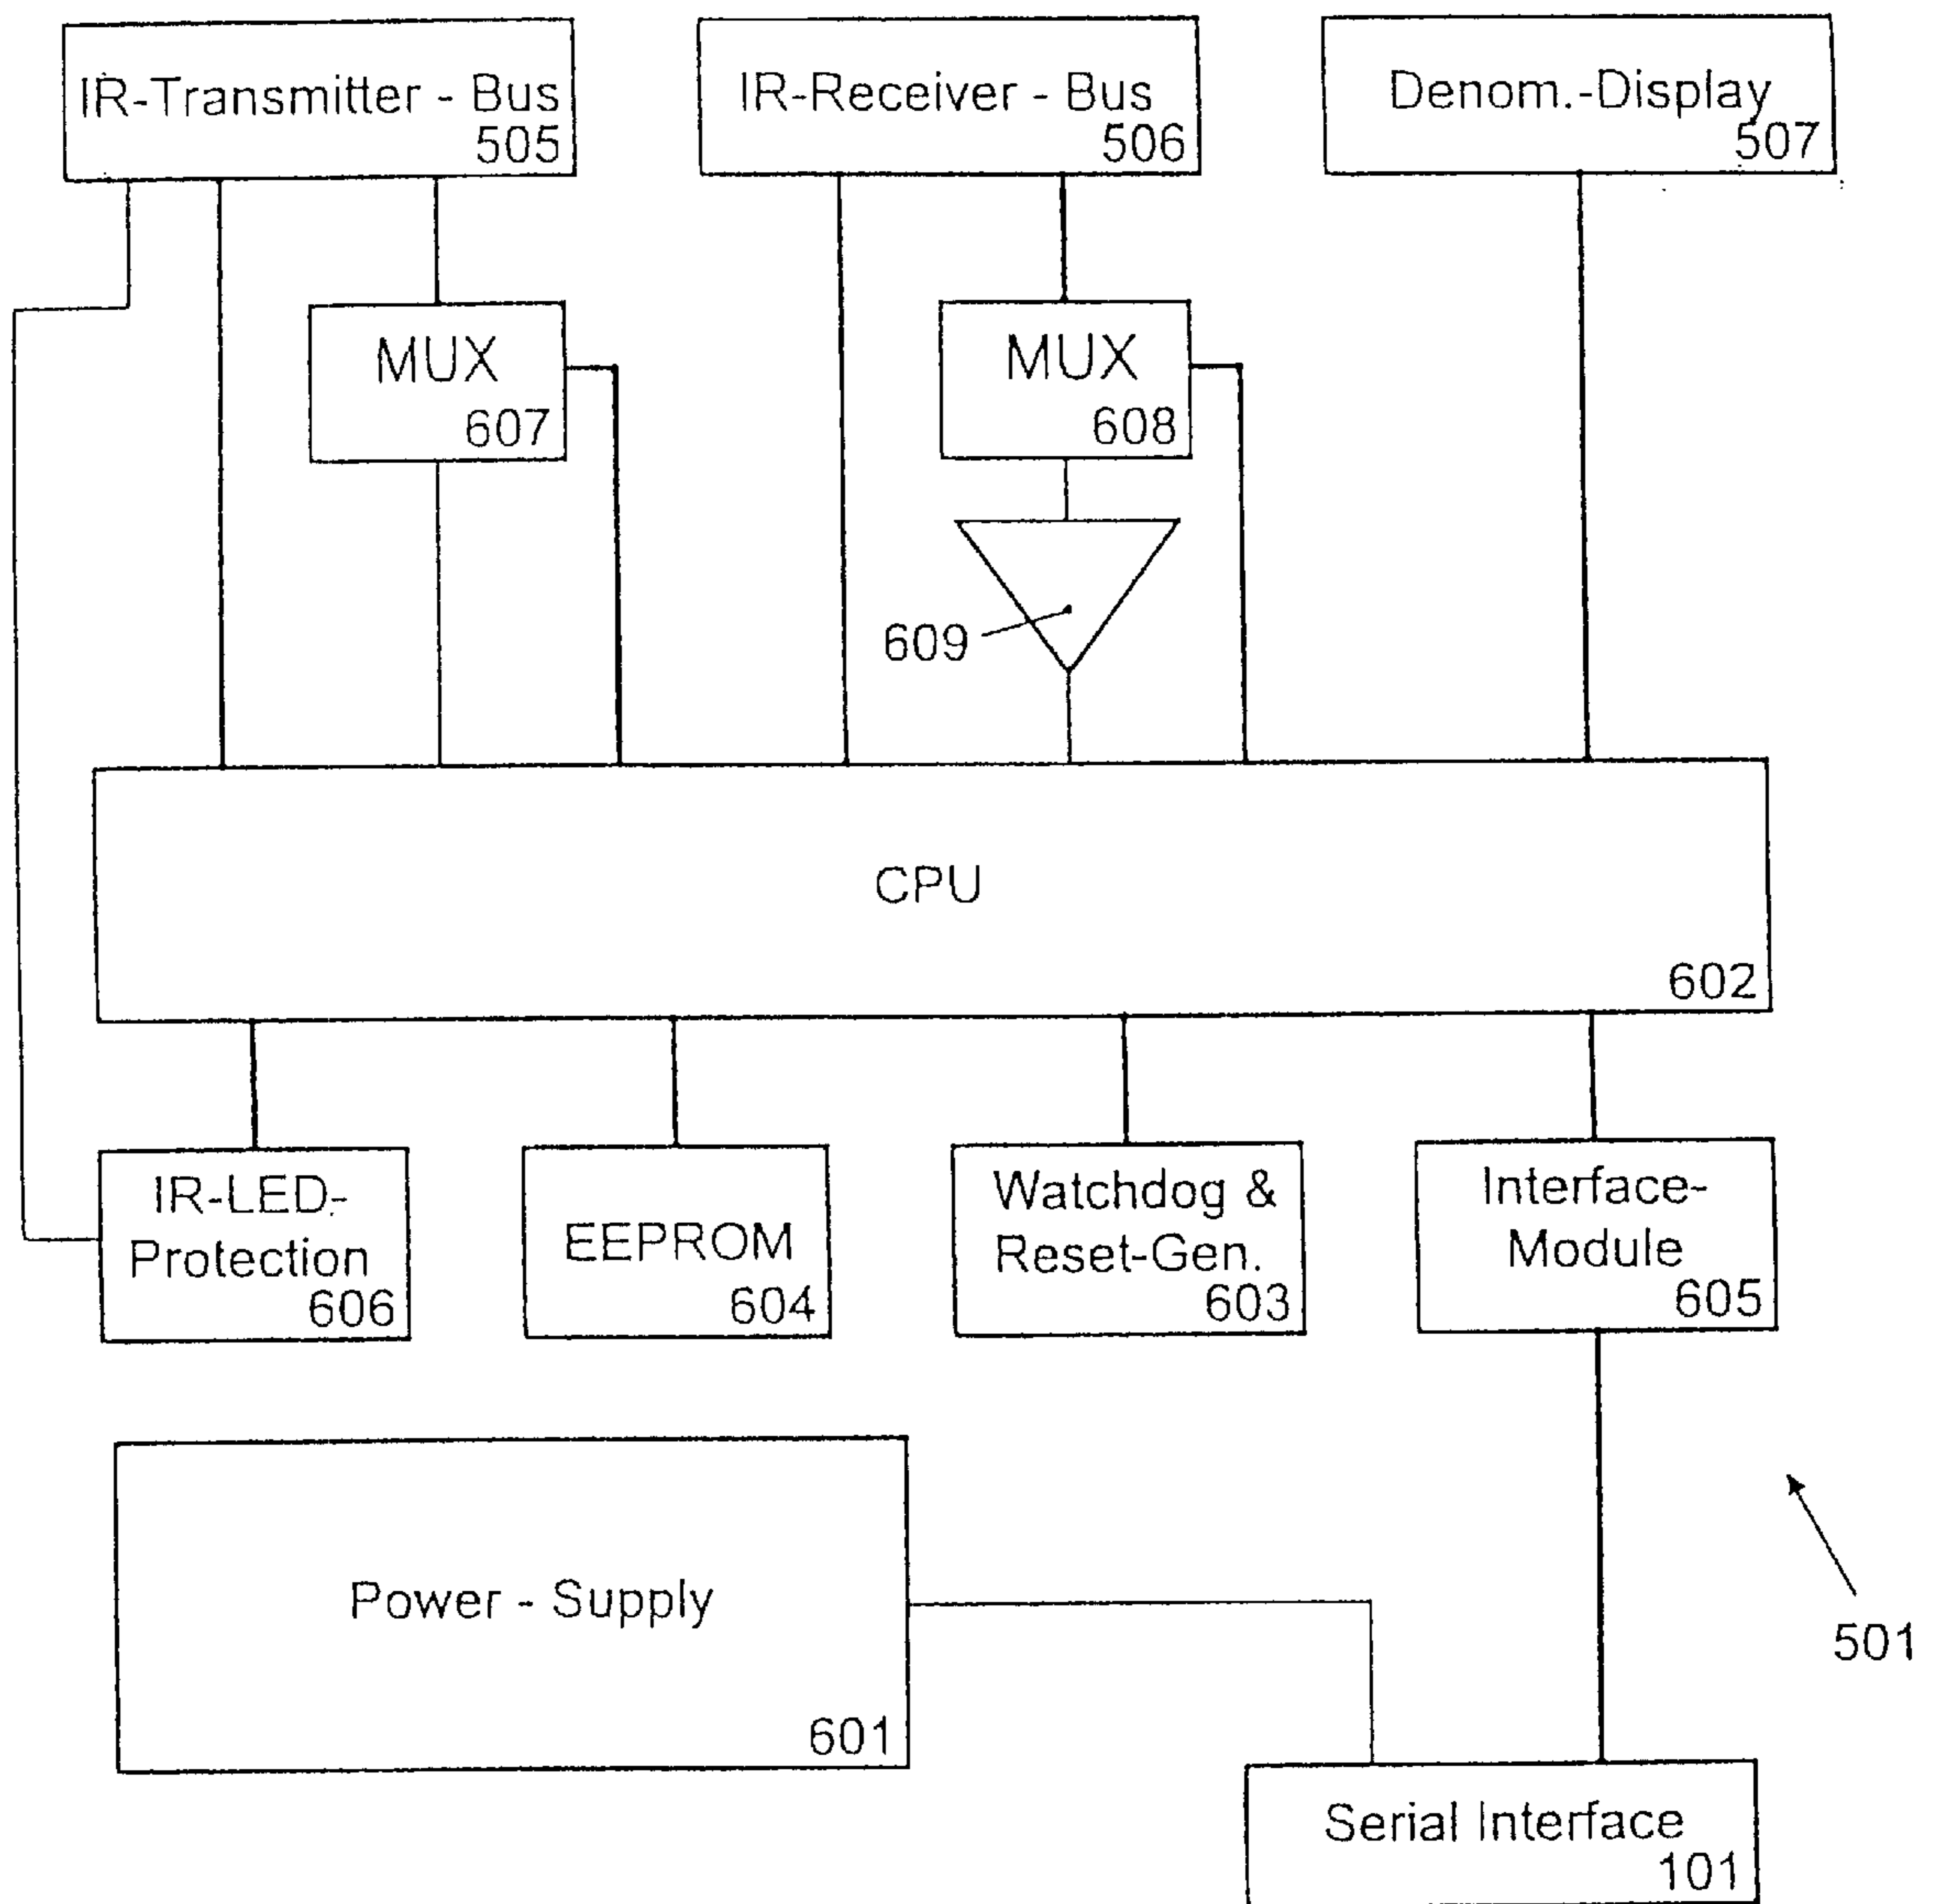 IR-Transmitter - Bus
505
IR-Receiver - Bus
506
Denom.-Display
507
MUX
607
MUX
608
609
CPU
602
IR-LED-
Protection
606
EEPROM
604
Watchdog &
Reset-Gen.
603
Interface-
Module
605
Power - Supply
601
501
Serial Interface
101